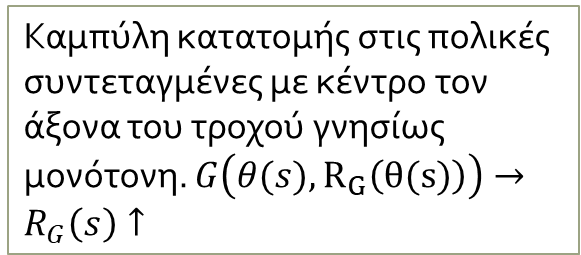 Καμπύλη κατατομής στις πολικές
συντεταγμένες με κέντρο τον
άξονα του τροχού γνησίως
μονότονη. G(θ(s), R_G(θ(s))) →
R_G(s) ↑